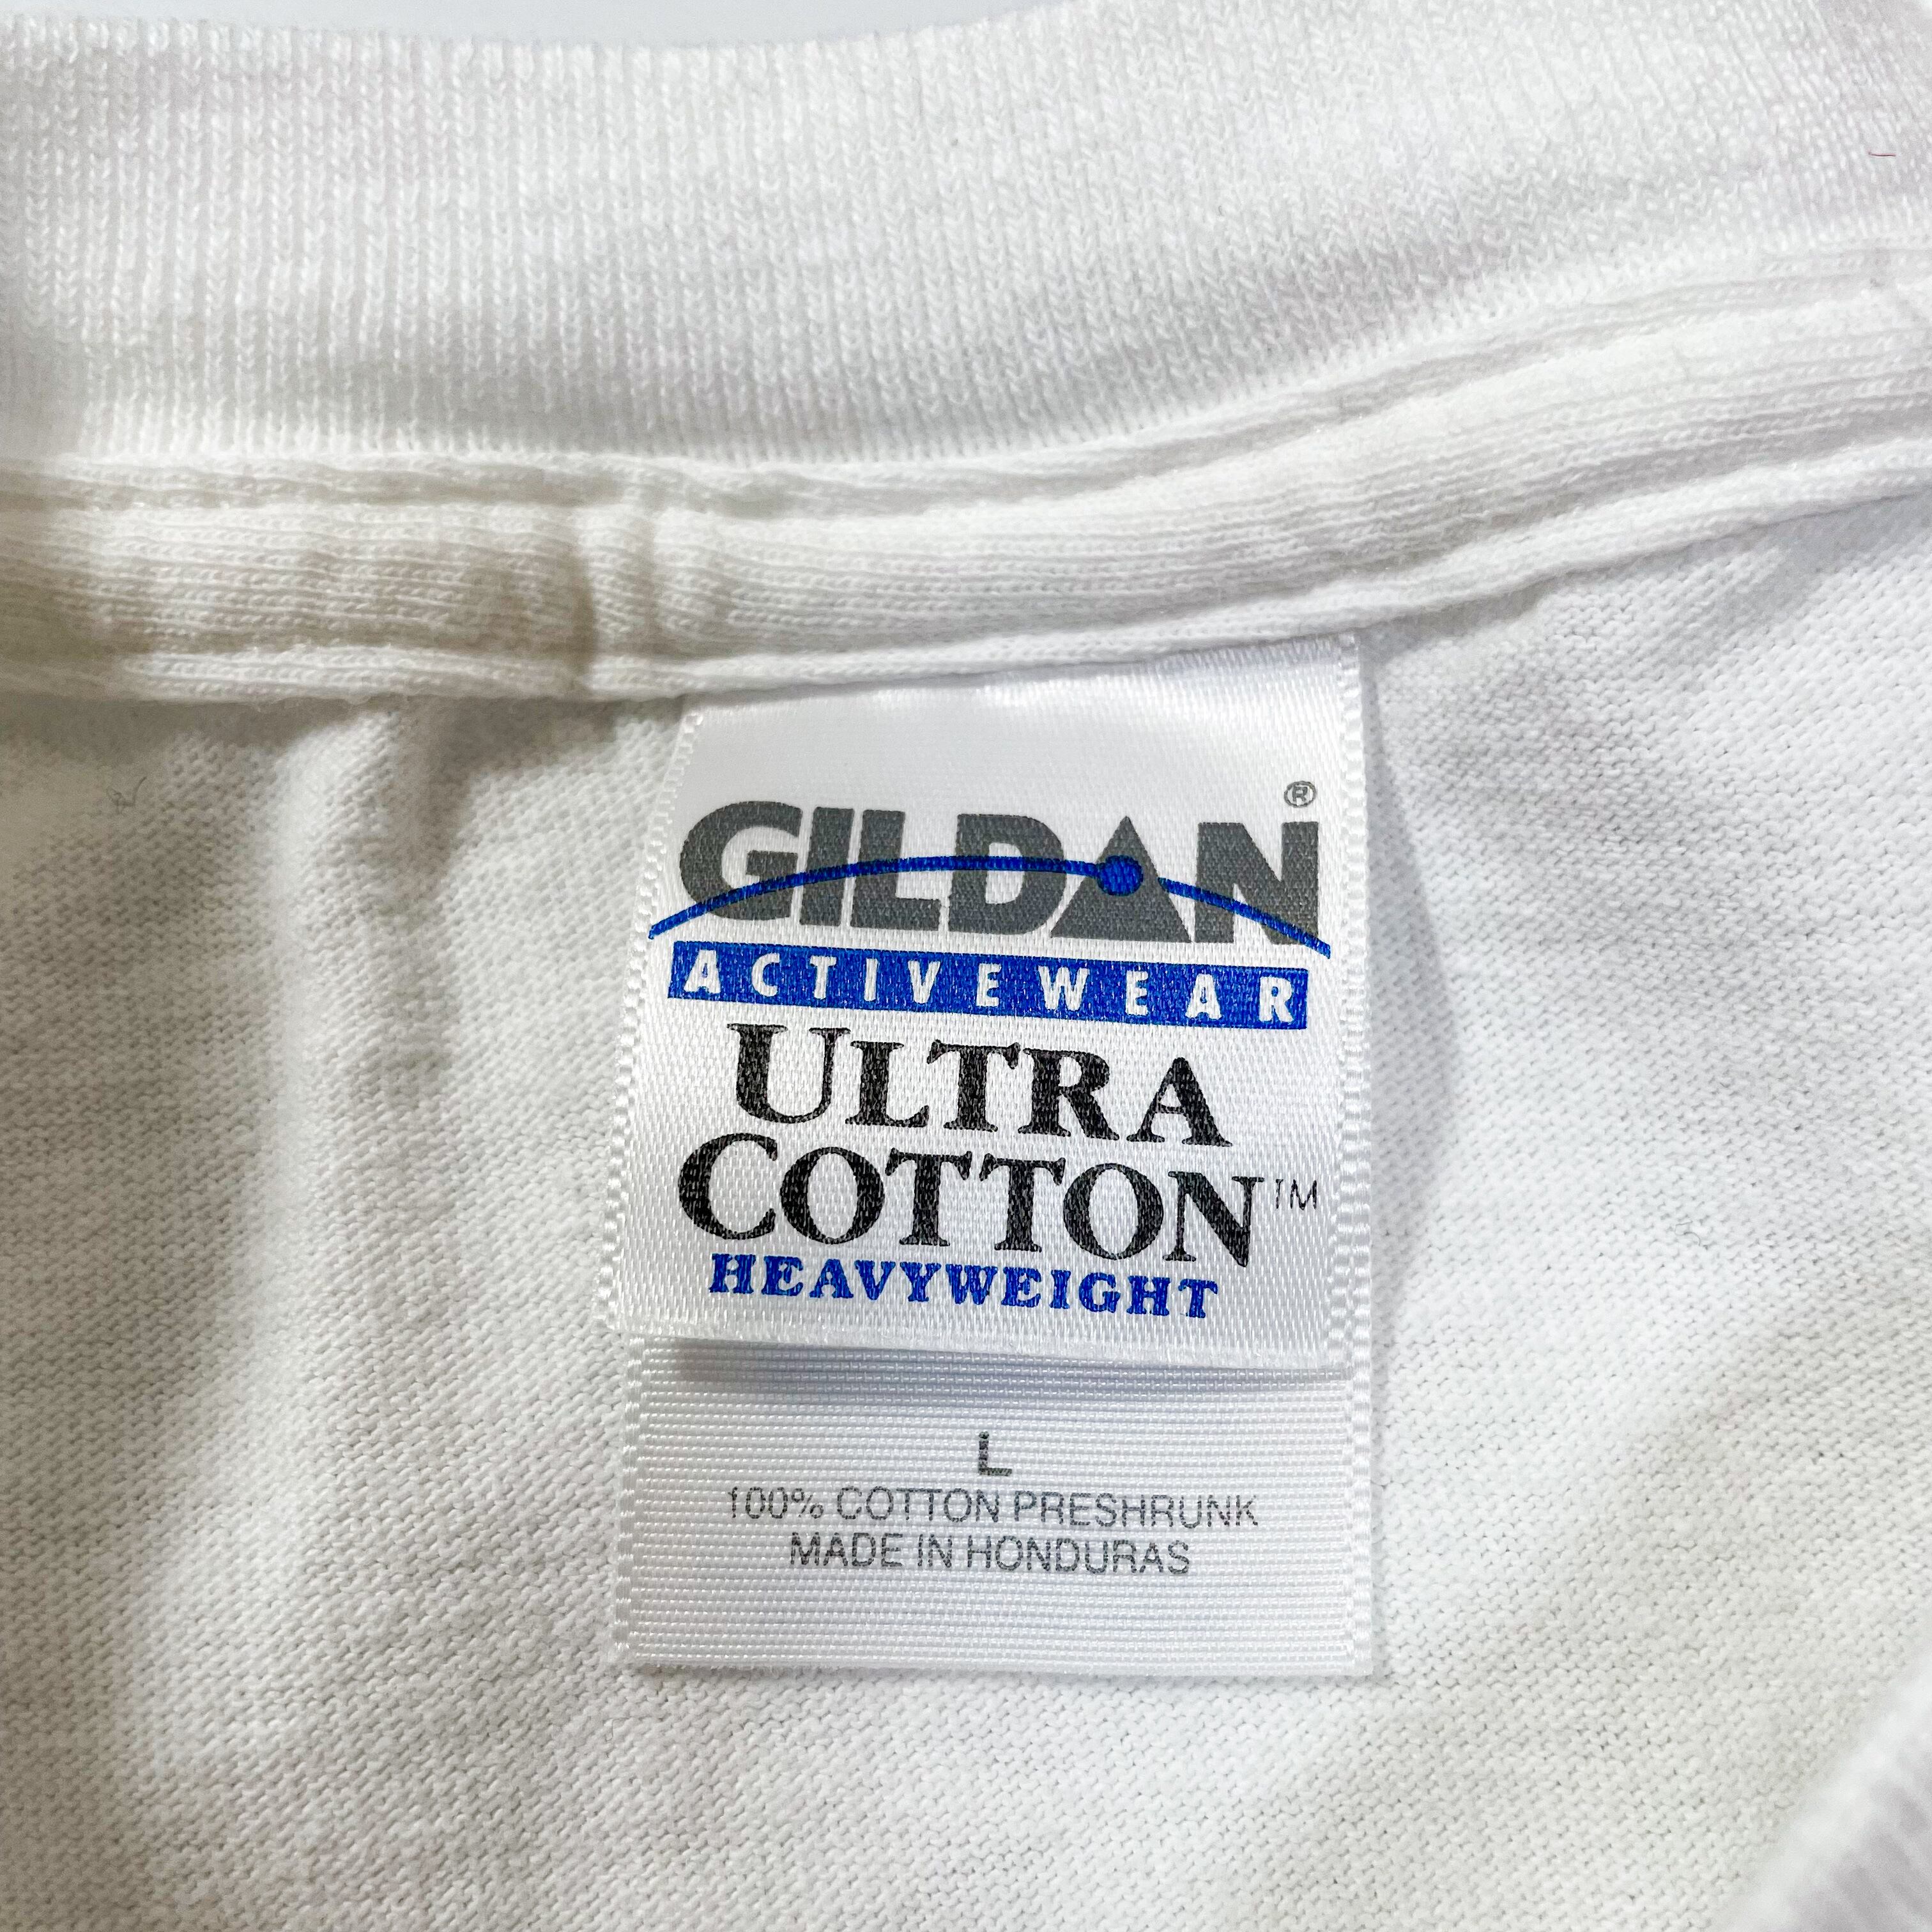 GILDAN®
ACTIVEWEAR
ULTRA
COTTON™
HEAVYWEIGHT
L
100% COTTON PRESHRUNK
MADE IN HONDURAS